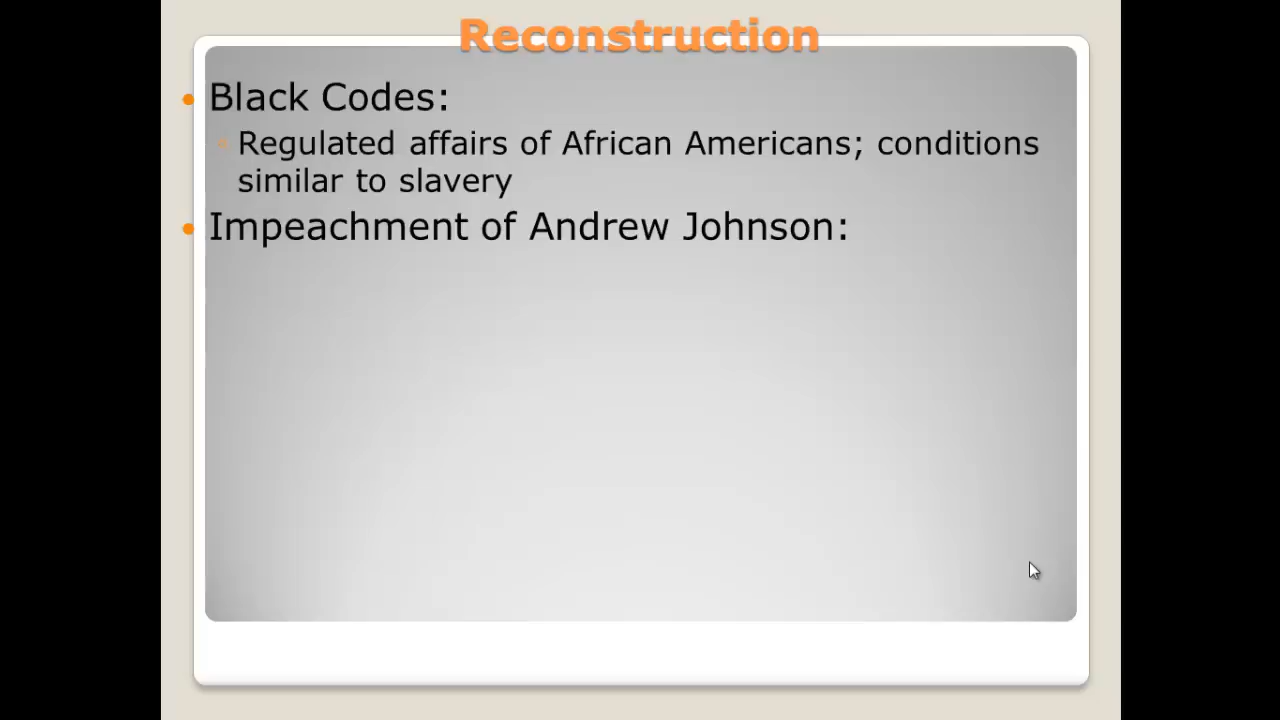 Reconstruction
Black Codes:
Regulated affairs of African Americans; conditions
similar to slavery
Impeachment of Andrew Johnson: